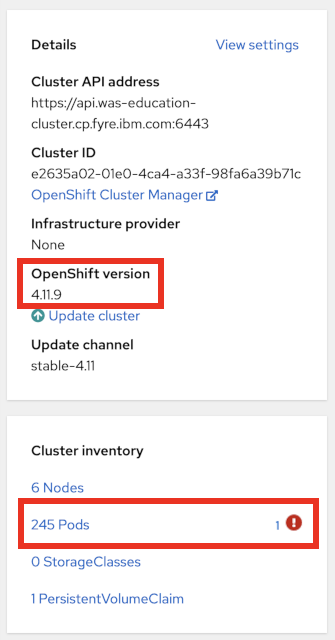 Details
View settings
Cluster API address
https://api.was-education-
cluster.cp.fyre.ibm.com:6443
Cluster ID
e2635a02-01e0-4ca4-a33f-98fa6a39b71c
OpenShift Cluster Manager
Infrastructure provider
None
OpenShift version
4.11.9
Update cluster
Update channel
stable-4.11
Cluster inventory
6 Nodes
245 Pods
1
0 StorageClasses
1 PersistentVolumeClaim